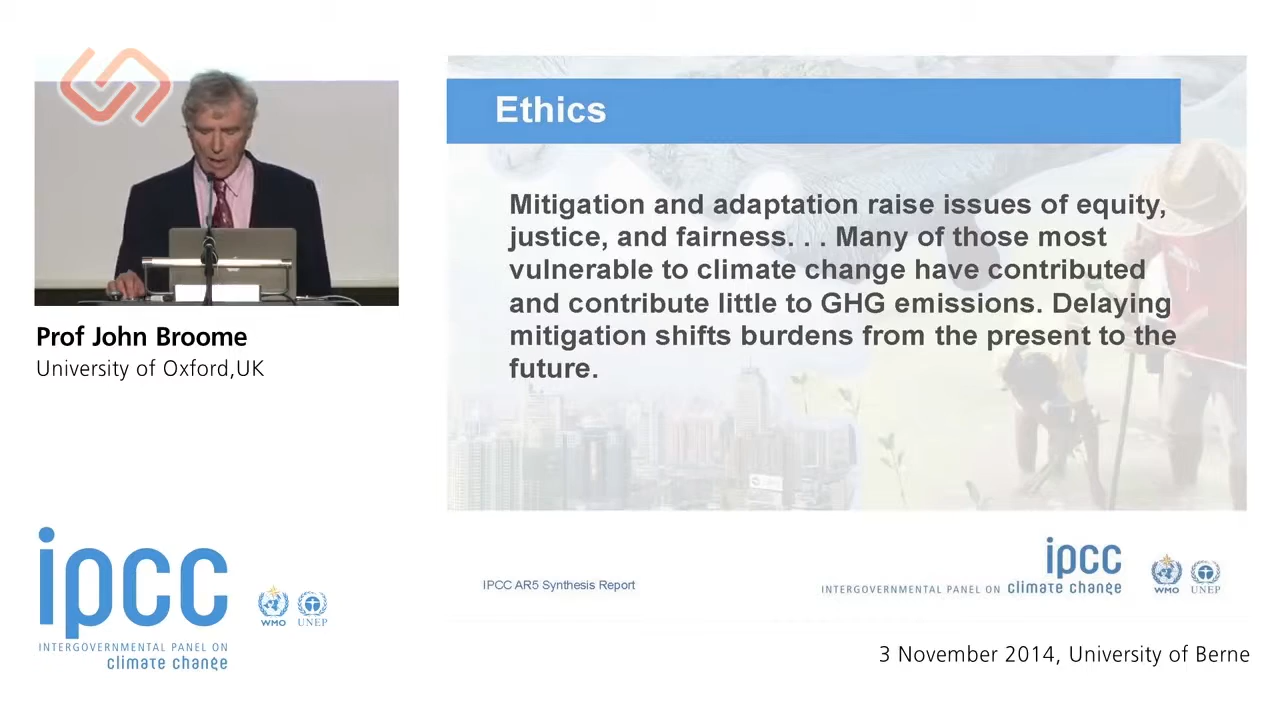 Ethics
Mitigation and adaptation raise issues of equity,
justice, and fairness. . . Many of those most
vulnerable to climate change have contributed
and contribute little to GHG emissions. Delaying
mitigation shifts burdens from the present to the
future.
Prof John Broome
University of Oxford,UK
ipcc
INTERGOVERNMENTAL PANEL ON
climate change
WMO
UNEP
IPCC AR5 Synthesis Report
ipcc
INTERGOVERNMENTAL PANEL ON climate change
WMO
UNEP
3 November 2014, University of Berne